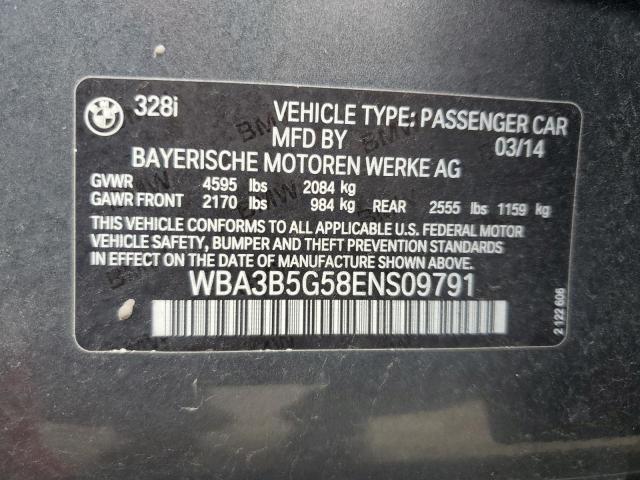 328i VEHICLE TYPE: PASSENGER CAR
MFD BY 03/14
BAYERISCHE MOTOREN WERKE AG
GVWR 4595 lbs 2084 kg
GAWR FRONT 2170 lbs 984 kg REAR 2555 lbs 1159 kg
THIS VEHICLE CONFORMS TO ALL APPLICABLE U.S. FEDERAL MOTOR
VEHICLE SAFETY, BUMPER AND THEFT PREVENTION STANDARDS
IN EFFECT ON THE DATE OF MANUFACTURE SHOWN ABOVE.
WBA3B5G58ENS09791
2 122 606